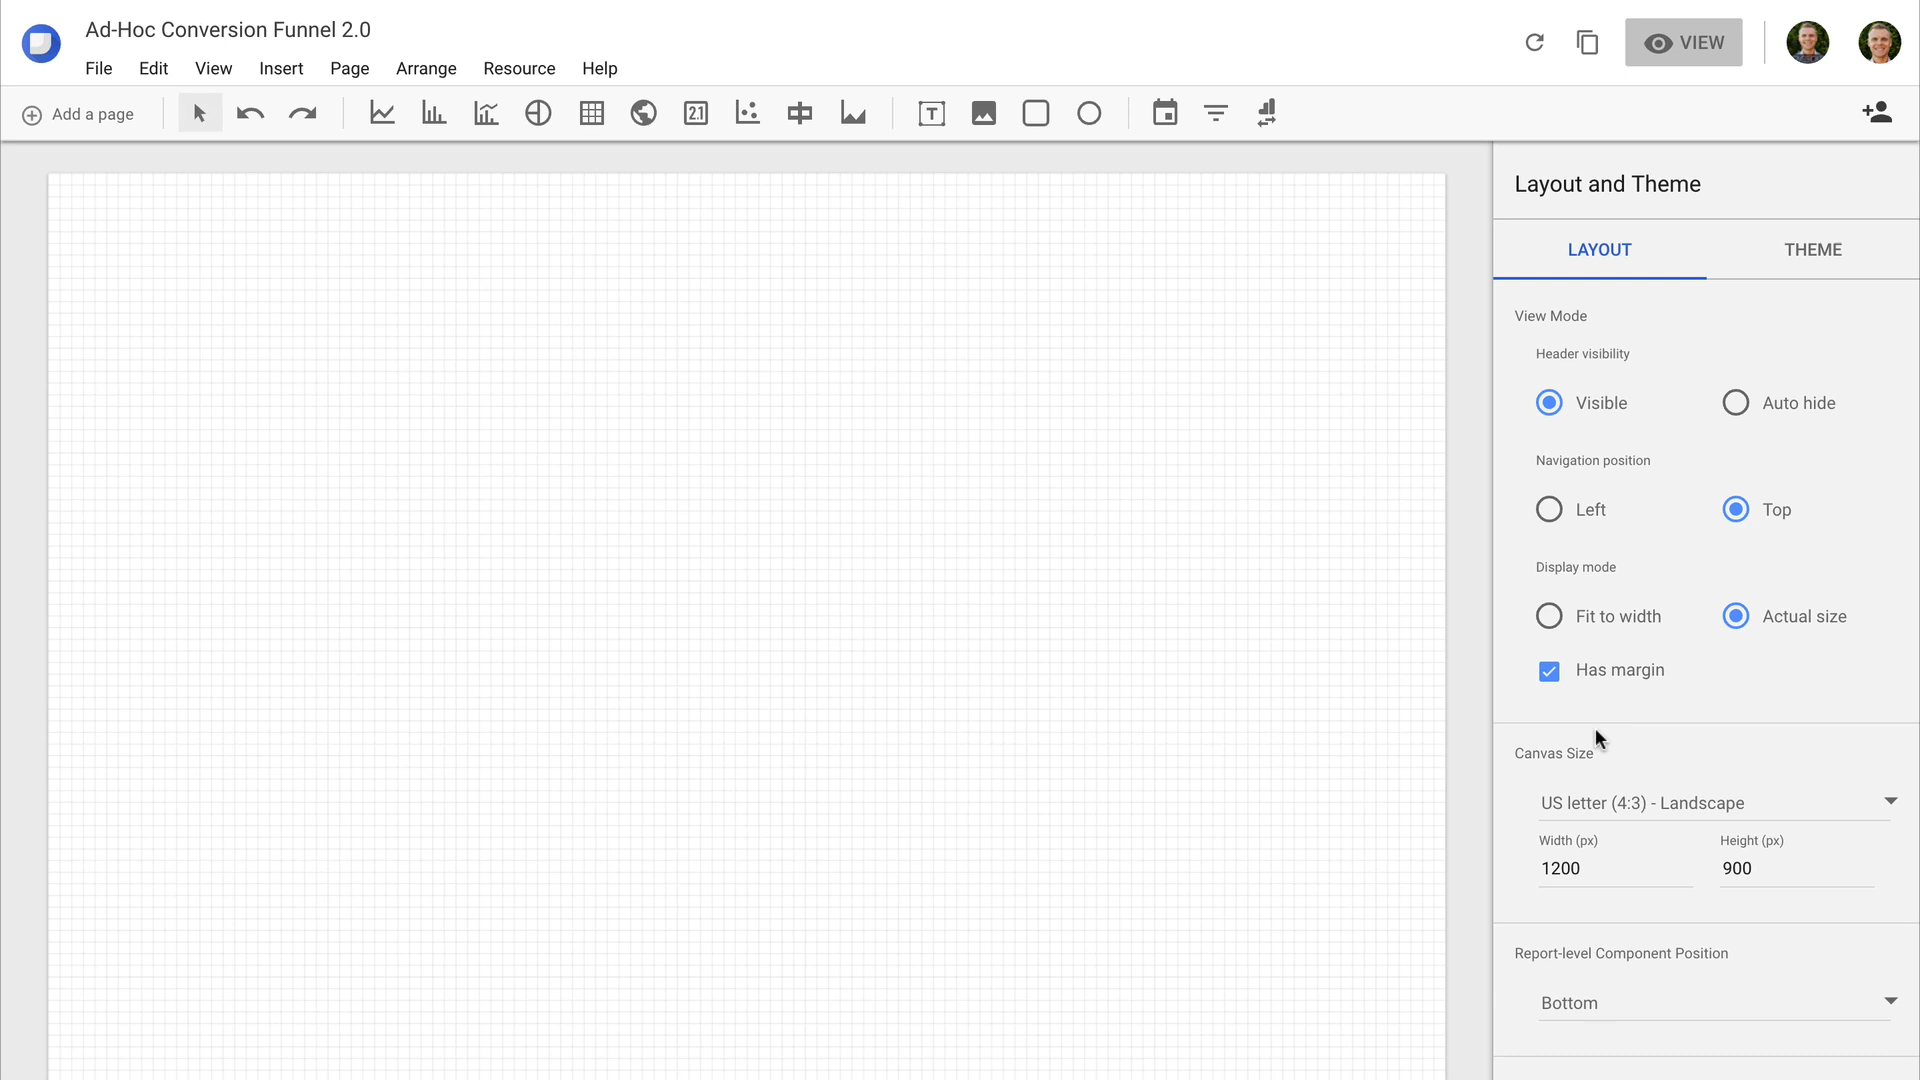 Ad-Hoc Conversion Funnel 2.0
File Edit View Insert Page Arrange Resource Help
VIEW
Add a page
2.1
T
Layout and Theme
LAYOUT THEME
View Mode
Header visibility
Visible Auto hide
Navigation position
Left Top
Display mode
Fit to width Actual size
Has margin
Canvas Size
US letter (4:3) - Landscape
Width (px) Height (px)
1200 900
Report-level Component Position
Bottom